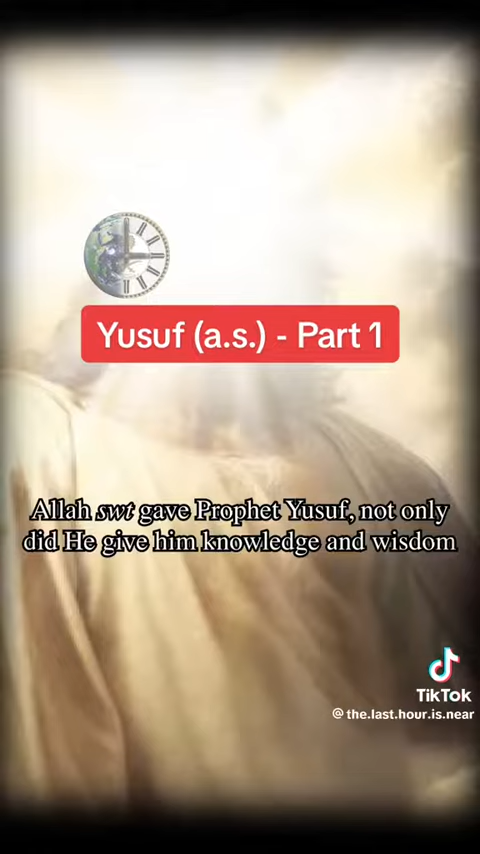 Yusuf (a.s.) - Part 1
Allah swt gave Prophet Yusuf, not only
did He give him knowledge and wisdom
TikTok
@the.last.hour.is.near